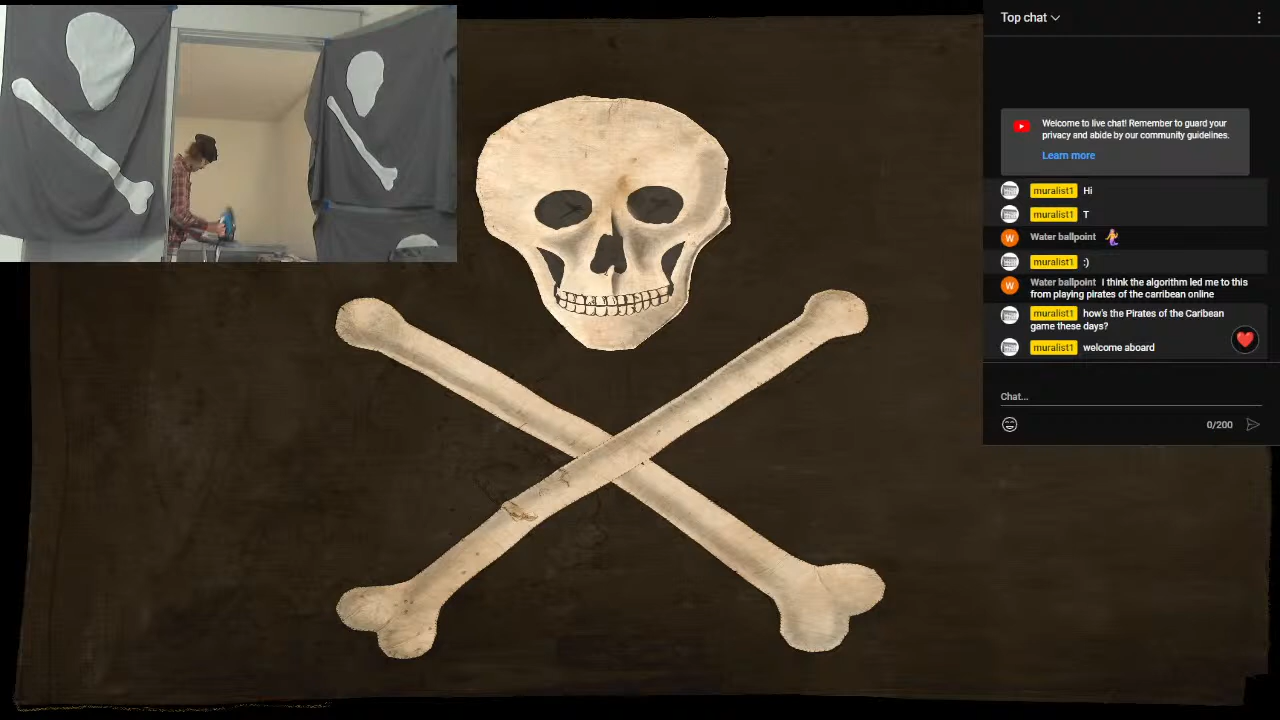 Top chat
Welcome to live chat! Remember to guard your
privacy and abide by our community guidelines.
Learn more
muralist1 Hi
muralist1 T
Water ballpoint
muralist1 :)
Water ballpoint I think the algorithm led me to this
from playing pirates of the carribean online
muralist1 how's the Pirates of the Caribean
game these days?
muralist1 welcome aboard
Chat...
0/200